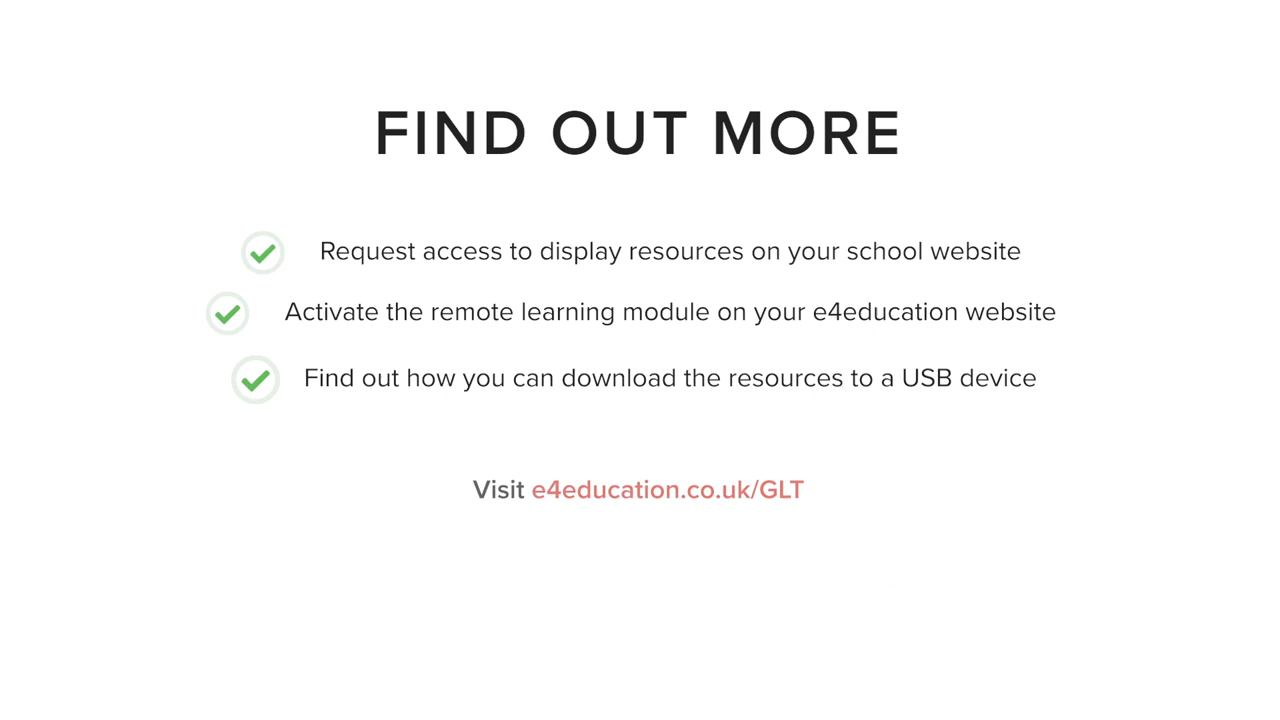 FIND OUT MORE
Request access to display resources on your school website
Activate the remote learning module on your e4education website
Find out how you can download the resources to a USB device
Visit e4education.co.uk/GLT